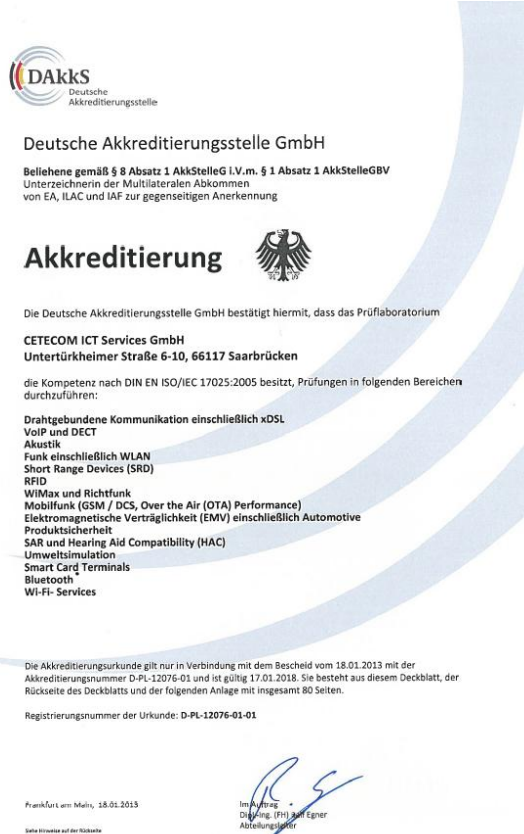 DAkkS
Deutsche
Akkreditierungsstelle
Deutsche Akkreditierungsstelle GmbH
Beliehene gemäß § 8 Absatz 1 AkkStelleG i.V.m. § 1 Absatz 1 AkkStelleGBV
Unterzeichnerin der Multilateralen Abkommen
von EA, ILAC und IAF zur gegenseitigen Anerkennung
Akkreditierung
Die Deutsche Akkreditierungsstelle GmbH bestätigt hiermit, dass das Prüflaboratorium
CETECOM ICT Services GmbH
Untertürkheimer Straße 6-10, 66117 Saarbrücken
die Kompetenz nach DIN EN ISO/IEC 17025:2005 besitzt, Prüfungen in folgenden Bereichen
durchzuführen:
Drahtgebundene Kommunikation einschließlich xDSL
VoIP und DECT
Akustik
Funk einschließlich WLAN
Short Range Devices (SRD)
RFID
WiMax und Richtfunk
Mobilfunk (GSM / DCS, Over the Air (OTA) Performance)
Elektromagnetische Verträglichkeit (EMV) einschließlich Automotive
Produktsicherheit
SAR und Hearing Aid Compatibility (HAC)
Umweltsimulation
Smart Card Terminals
Bluetooth
Wi-Fi- Services
Die Akkreditierungsurkunde gilt nur in Verbindung mit dem Bescheid vom 18.01.2013 mit der
Akkreditierungsnummer D-PL-12076-01 und ist gültig 17.01.2018. Sie besteht aus diesem Deckblatt, der
Rückseite des Deckblatts und der folgenden Anlage mit insgesamt 80 Seiten.
Registrierungsnummer der Urkunde: D-PL-12076-01-01
Frankfurt am Main, 18.01.2013
Im Auftrag
Dipl.-Ing. (FH) Ralf Egner
Abteilungsleiter
Siehe Hinweise auf der Rückseite